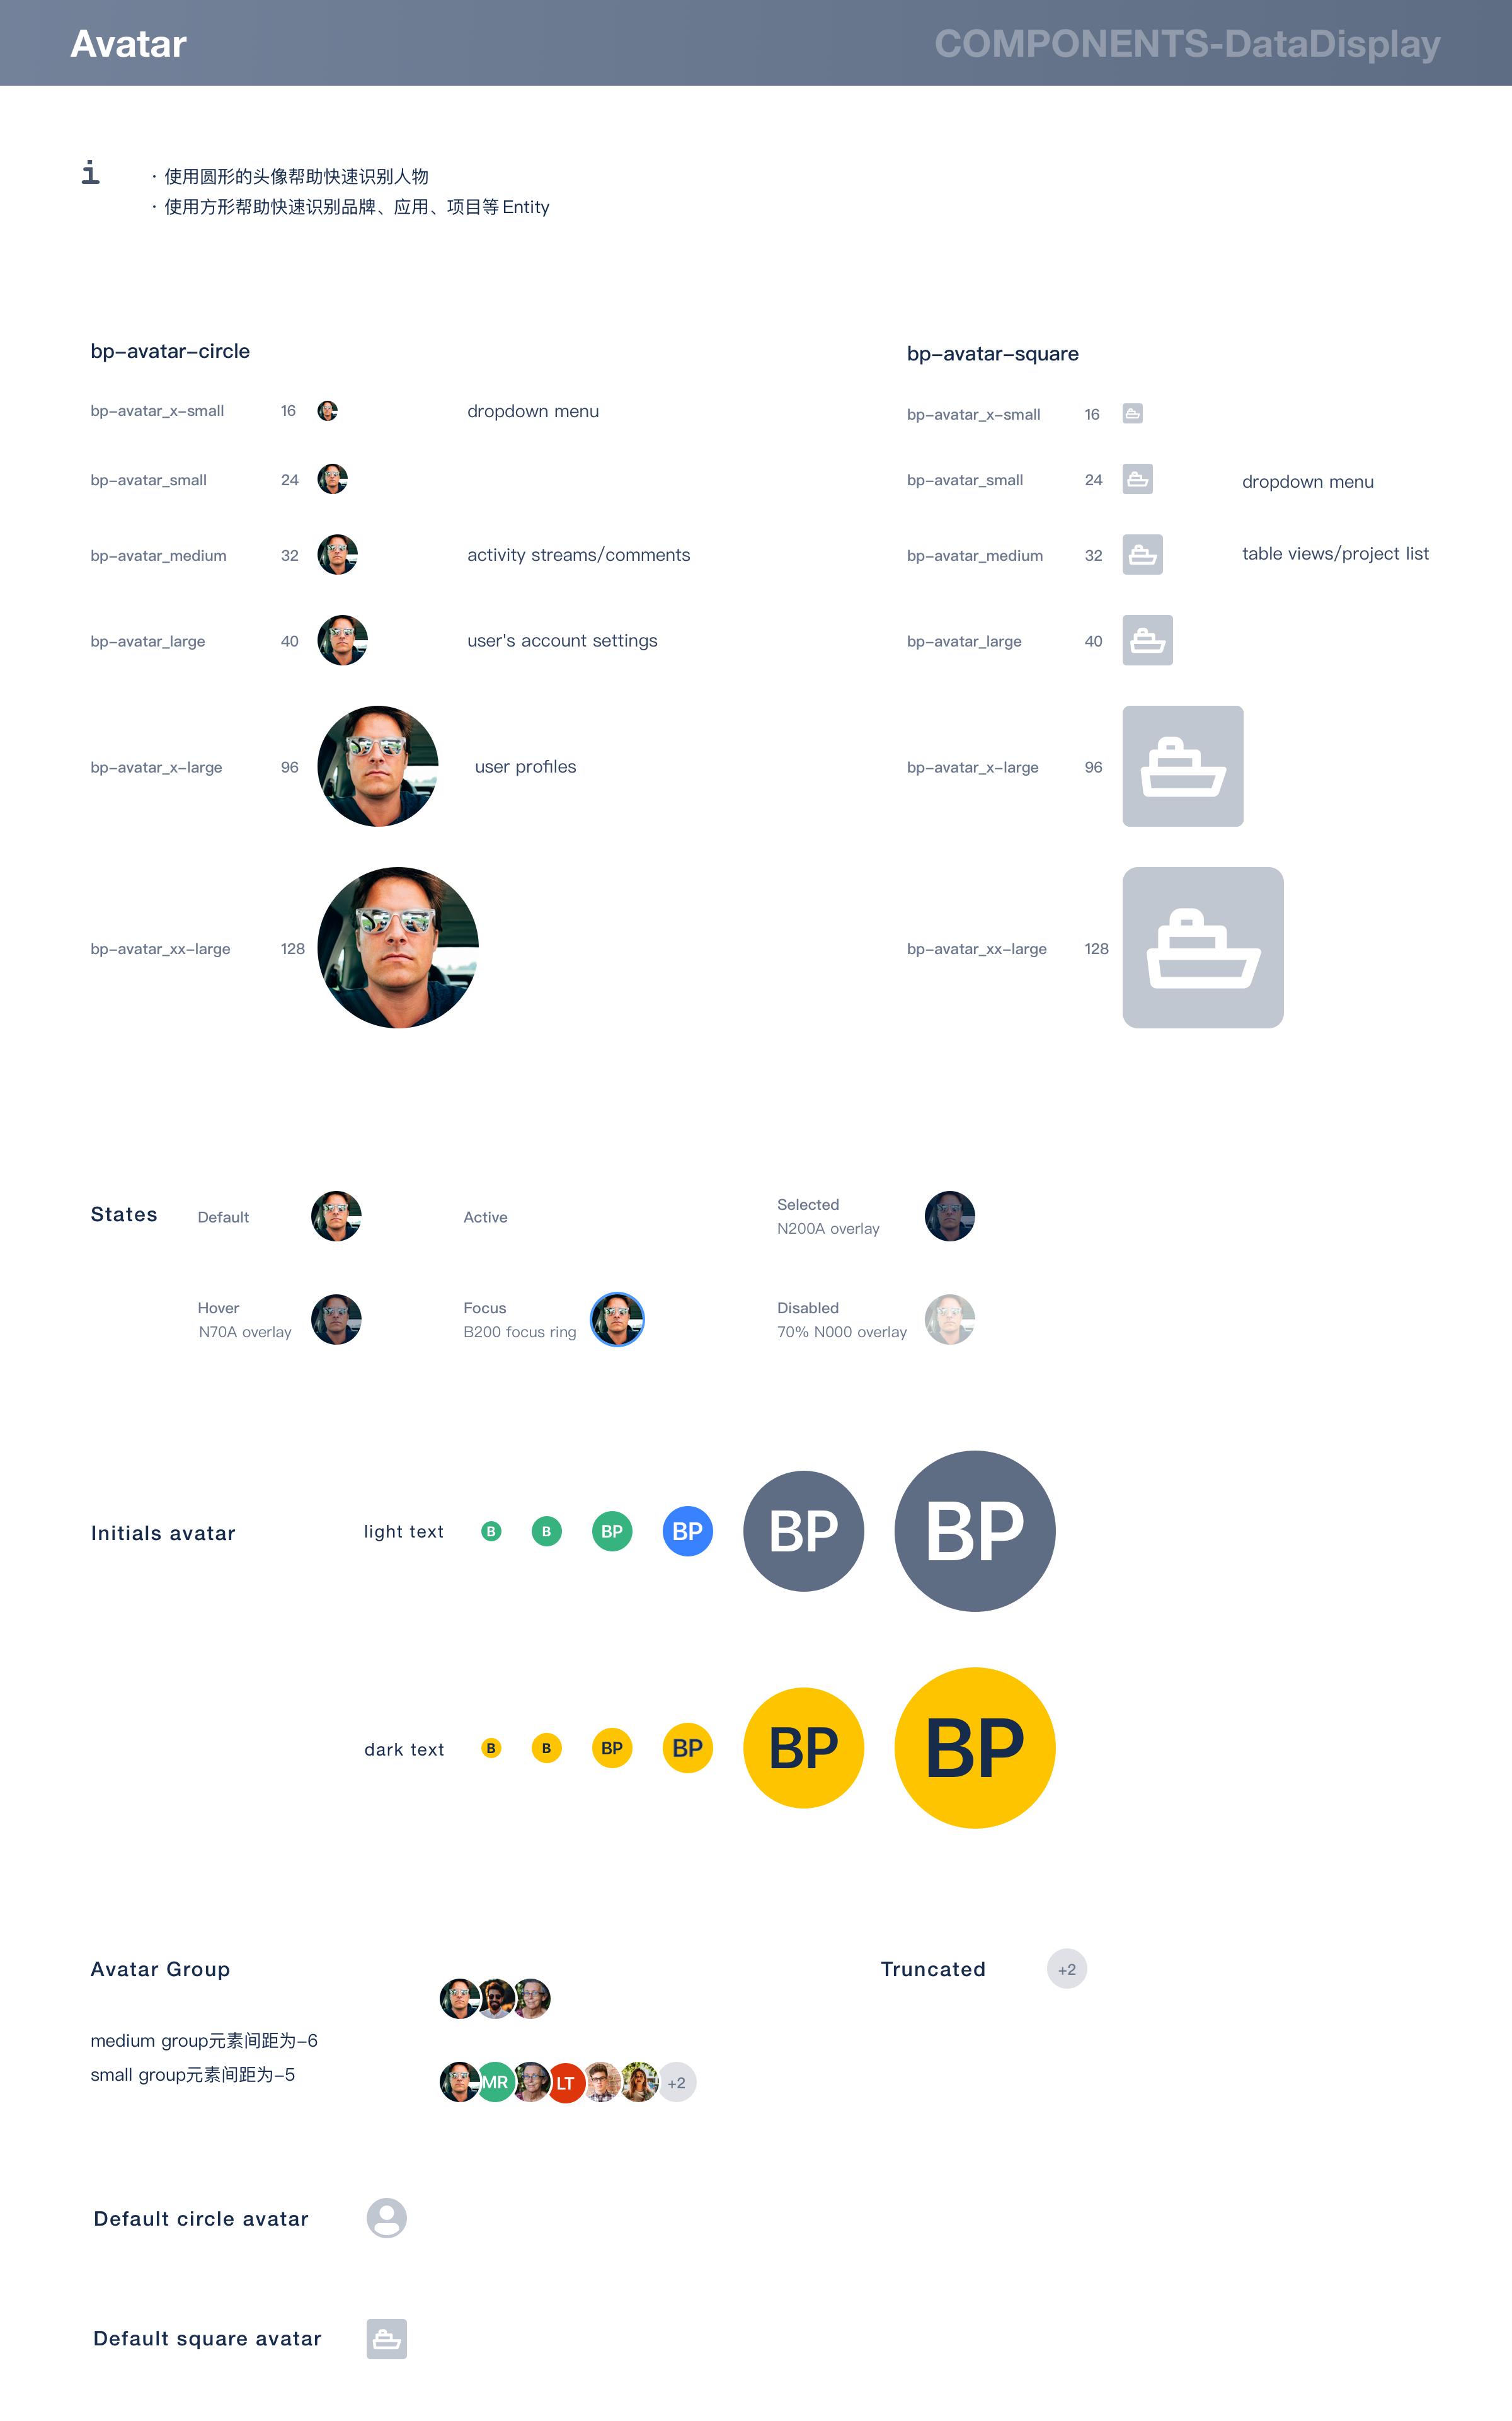 Avatar
COMPONENTS-DataDisplay
i
· 使用圆形的头像帮助快速识别人物
· 使用方形帮助快速识别品牌、应用、项目等 Entity
bp-avatar-circle
bp-avatar_x-small 16 dropdown menu
bp-avatar_small 24
bp-avatar_medium 32 activity streams/comments
bp-avatar_large 40 user's account settings
bp-avatar_x-large 96 user profiles
bp-avatar_xx-large 128
bp-avatar-square
bp-avatar_x-small 16
bp-avatar_small 24 dropdown menu
bp-avatar_medium 32 table views/project list
bp-avatar_large 40
bp-avatar_x-large 96
bp-avatar_xx-large 128
States
Default
Active
Selected
N200A overlay
Hover
N70A overlay
Focus
B200 focus ring
Disabled
70% N000 overlay
Initials avatar
light text B B BP BP BP BP
dark text B B BP BP BP BP
Avatar Group
medium group元素间距为-6
small group元素间距为-5
MR LT +2
Truncated +2
Default circle avatar
Default square avatar